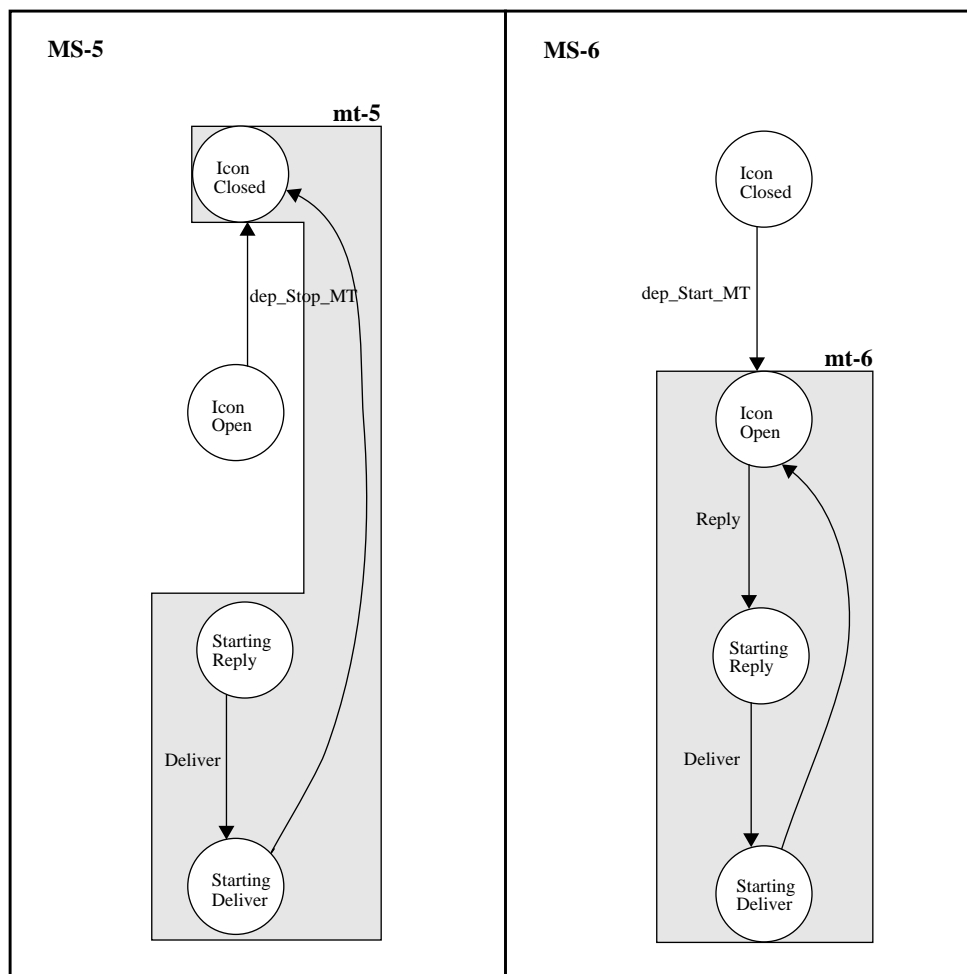 MS-5
mt-5
Icon
Closed
dep_Stop_MT
Icon
Open
Starting
Reply
Deliver
Starting
Deliver
MS-6
Icon
Closed
dep_Start_MT
mt-6
Icon
Open
Reply
Starting
Reply
Deliver
Starting
Deliver